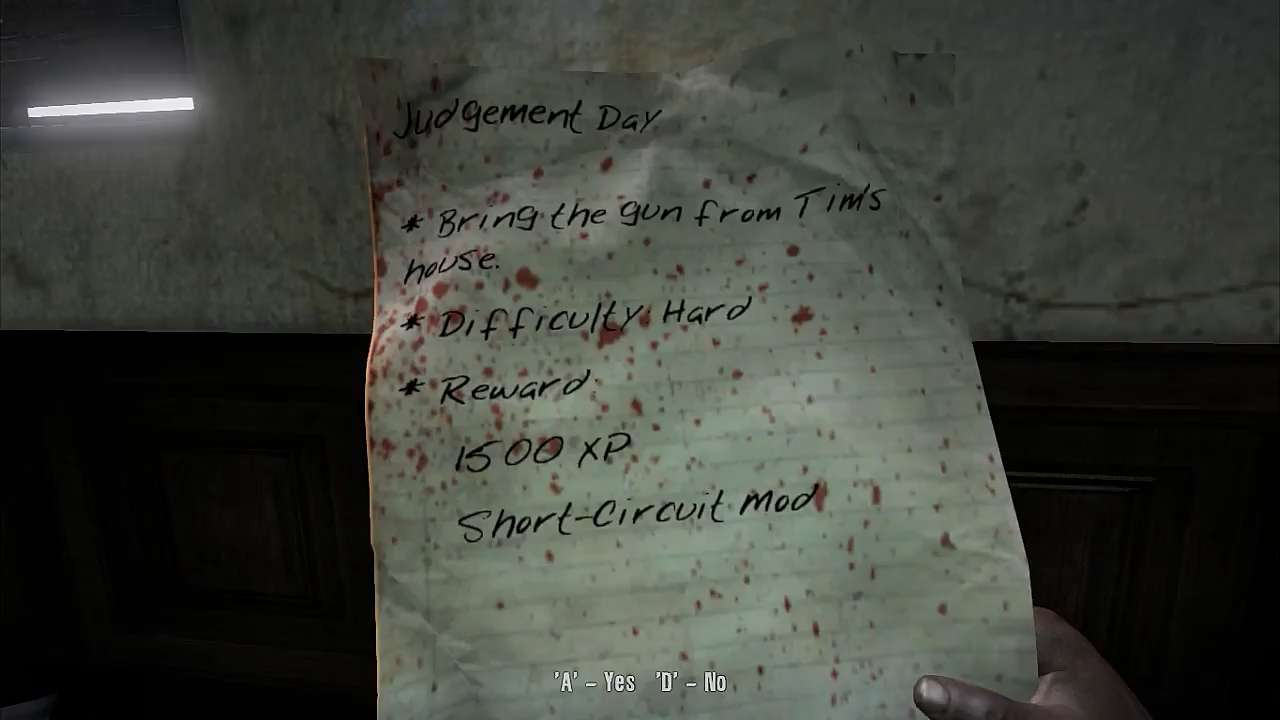 Judgement Day
* Bring the gun from Tim's
house.
* Difficulty: Hard
* Reward:
1500 XP
Short-Circuit Mod
'A' – Yes 'D' – No